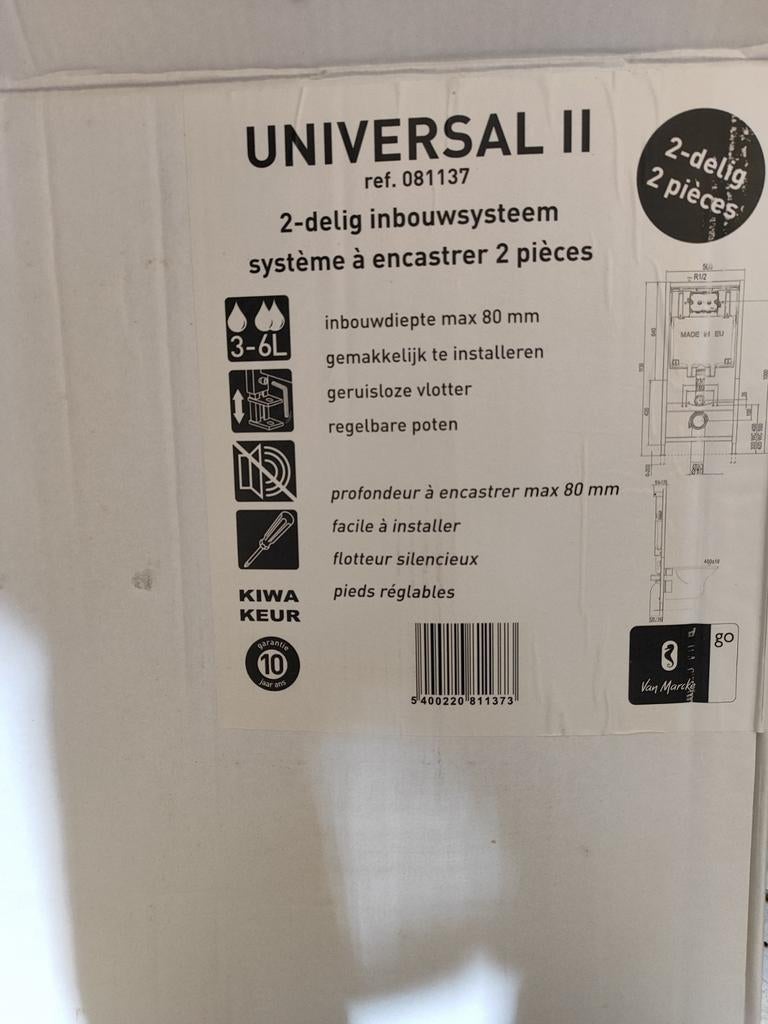 UNIVERSAL II
ref. 081137
2-delig inbouwsysteem
système à encastrer 2 pièces
2-delig
2 pièces
3-6L
inbouwdiepte max 80 mm
gemakkelijk te installeren
geruisloze vlotter
regelbare poten
profondeur à encastrer max 80 mm
facile à installer
flotteur silencieux
pieds réglables
KIWA
KEUR
garantie
10
jaar ans
5 400220 811373
R1/2
MADE in EU
Van Marcke
go